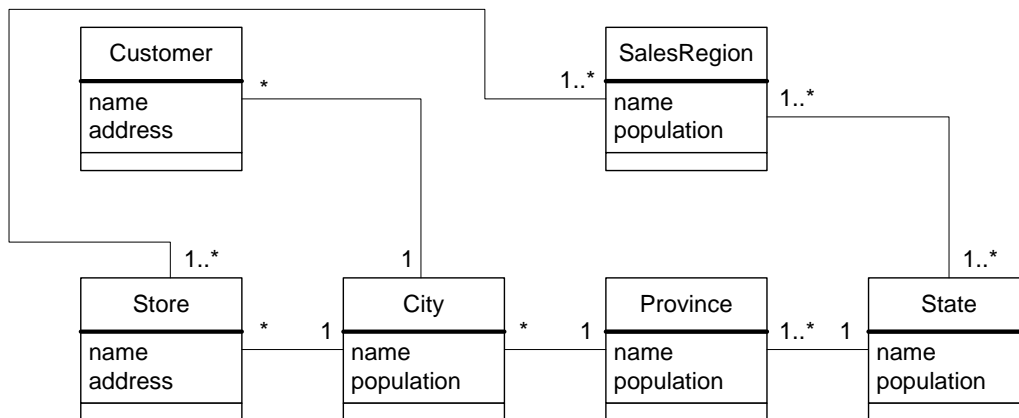 Customer
name
address
*
SalesRegion
name
population
1..*
1..*
1..*
1
1..*
Store
name
address
*
1
City
name
population
*
1
Province
name
population
1..*
1
State
name
population